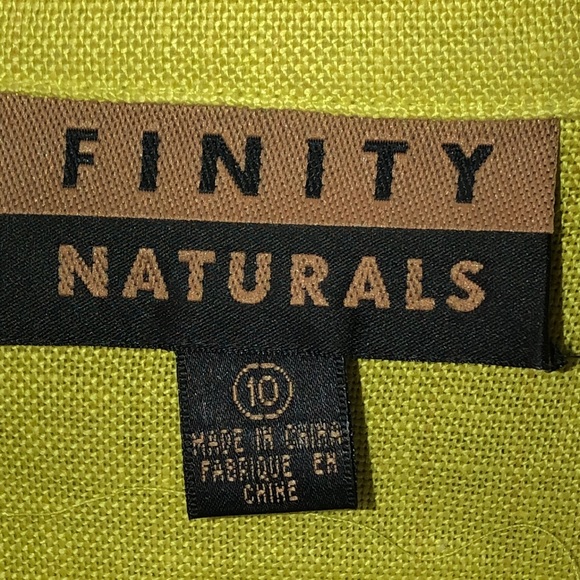 FINITY
NATURALS
10
MADE IN CHINA
FABRIQUE EN
CHINE